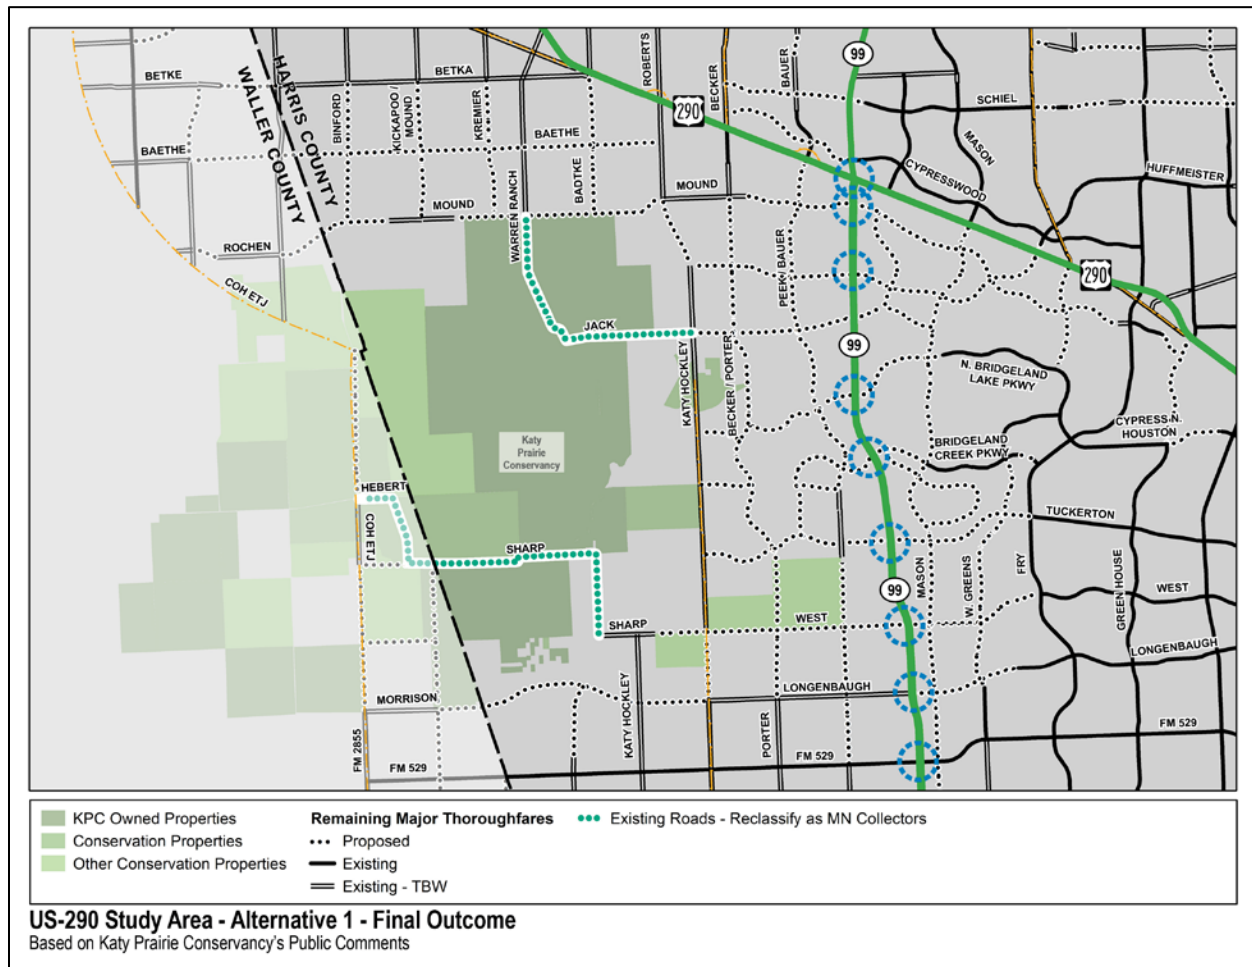 BETKE
HARRIS COUNTY
WALLER COUNTY
BAETHE
ROCHEN
COH ETJ
BINFORD
KICKAPOO /
MOUND
KREMIER
BETKA
BAETHE
BADTKE
WARREN RANCH
MOUND
ROBERTS
BECKER
BAUER
290
99
SCHIEL
MASON
CYPRESSWOOD
HUFFMEISTER
MOUND
290
JACK
KATY HOCKLEY
BECKER / PORTER
PEEK / BAUER
99
N. BRIDGELAND
LAKE PKWY
BRIDGELAND
CREEK PKWY
CYPRESS N.
HOUSTON
Katy
Prairie
Conservancy
HEBERT
COH ETJ
SHARP
SHARP
TUCKERTON
99
MASON
W. GREENS
FRY
GREEN HOUSE
WEST
WEST
LONGENBAUGH
LONGENBAUGH
MORRISON
KATY HOCKLEY
PORTER
FM 2855
FM 529
FM 529
FM 529
KPC Owned Properties
Conservation Properties
Other Conservation Properties
Remaining Major Thoroughfares
Proposed
Existing
Existing - TBW
Existing Roads - Reclassify as MN Collectors
US-290 Study Area - Alternative 1 - Final Outcome
Based on Katy Prairie Conservancy's Public Comments